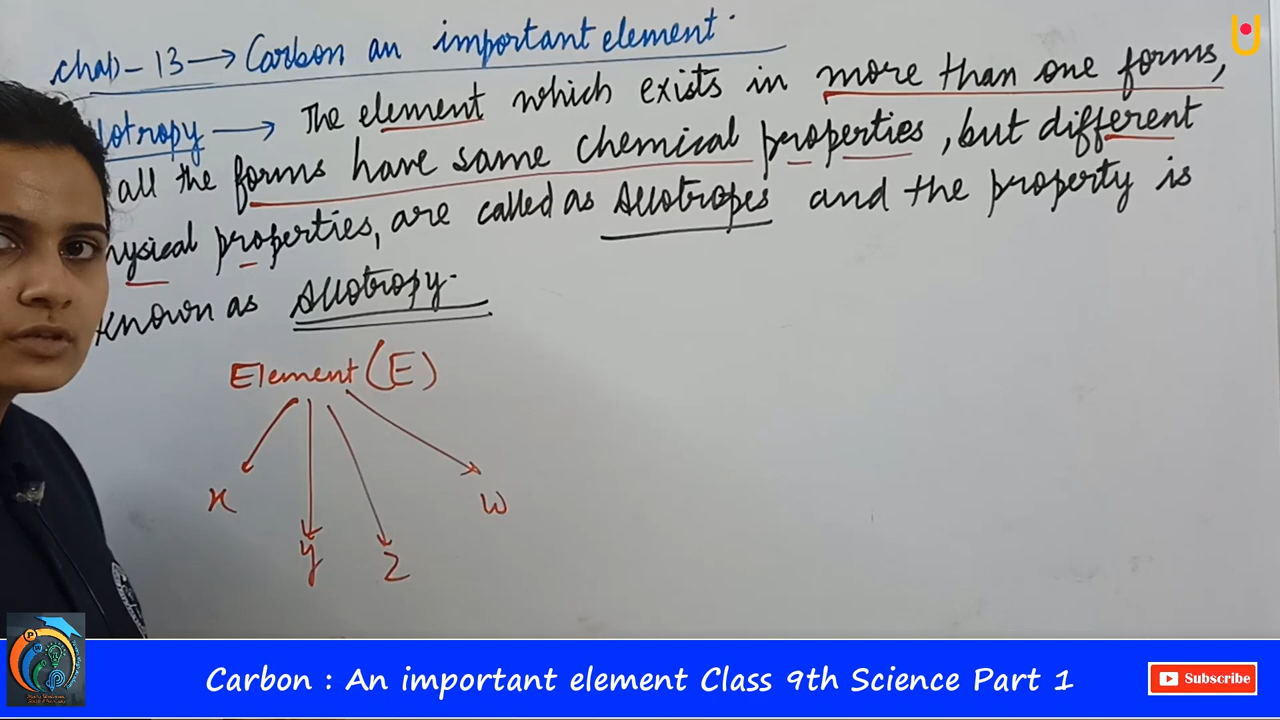 chap-13 → Carbon an important element.
lotropy → The element which exists in more than one forms,
all the forms have same chemical properties, but different
hysical properties, are called as Allotropes and the property is
known as Allotropy.
Element (E)
x y z w
Carbon : An important element Class 9th Science Part 1
Subscribe